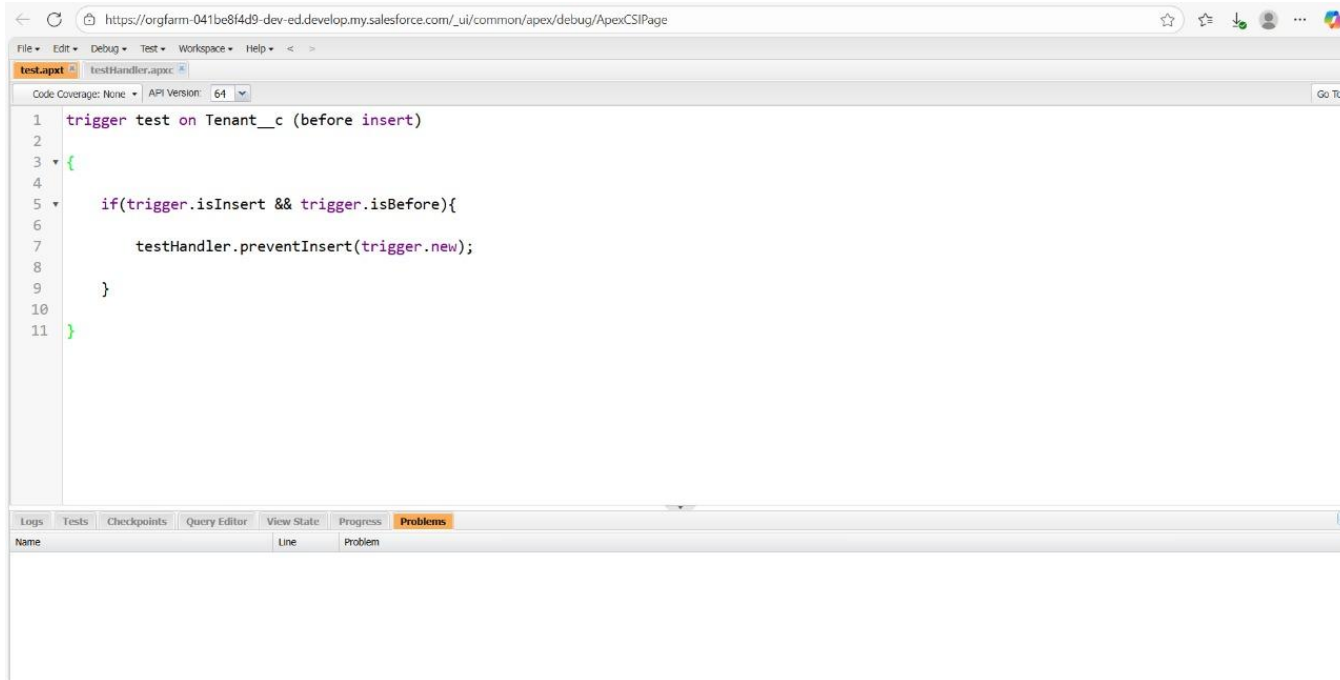 https://orgfarm-041be8f4d9-dev-ed.develop.my.salesforce.com/_ui/common/apex/debug/ApexCSIPage
File Edit Debug Test Workspace Help < >
test.apxt testHandler.apxc
Code Coverage: None API Version: 64 Go To
1 trigger test on Tenant__c (before insert)
2
3 {
4
5 if(trigger.isInsert && trigger.isBefore){
6
7 testHandler.preventInsert(trigger.new);
8
9 }
10
11 }
Logs Tests Checkpoints Query Editor View State Progress Problems
Name Line Problem